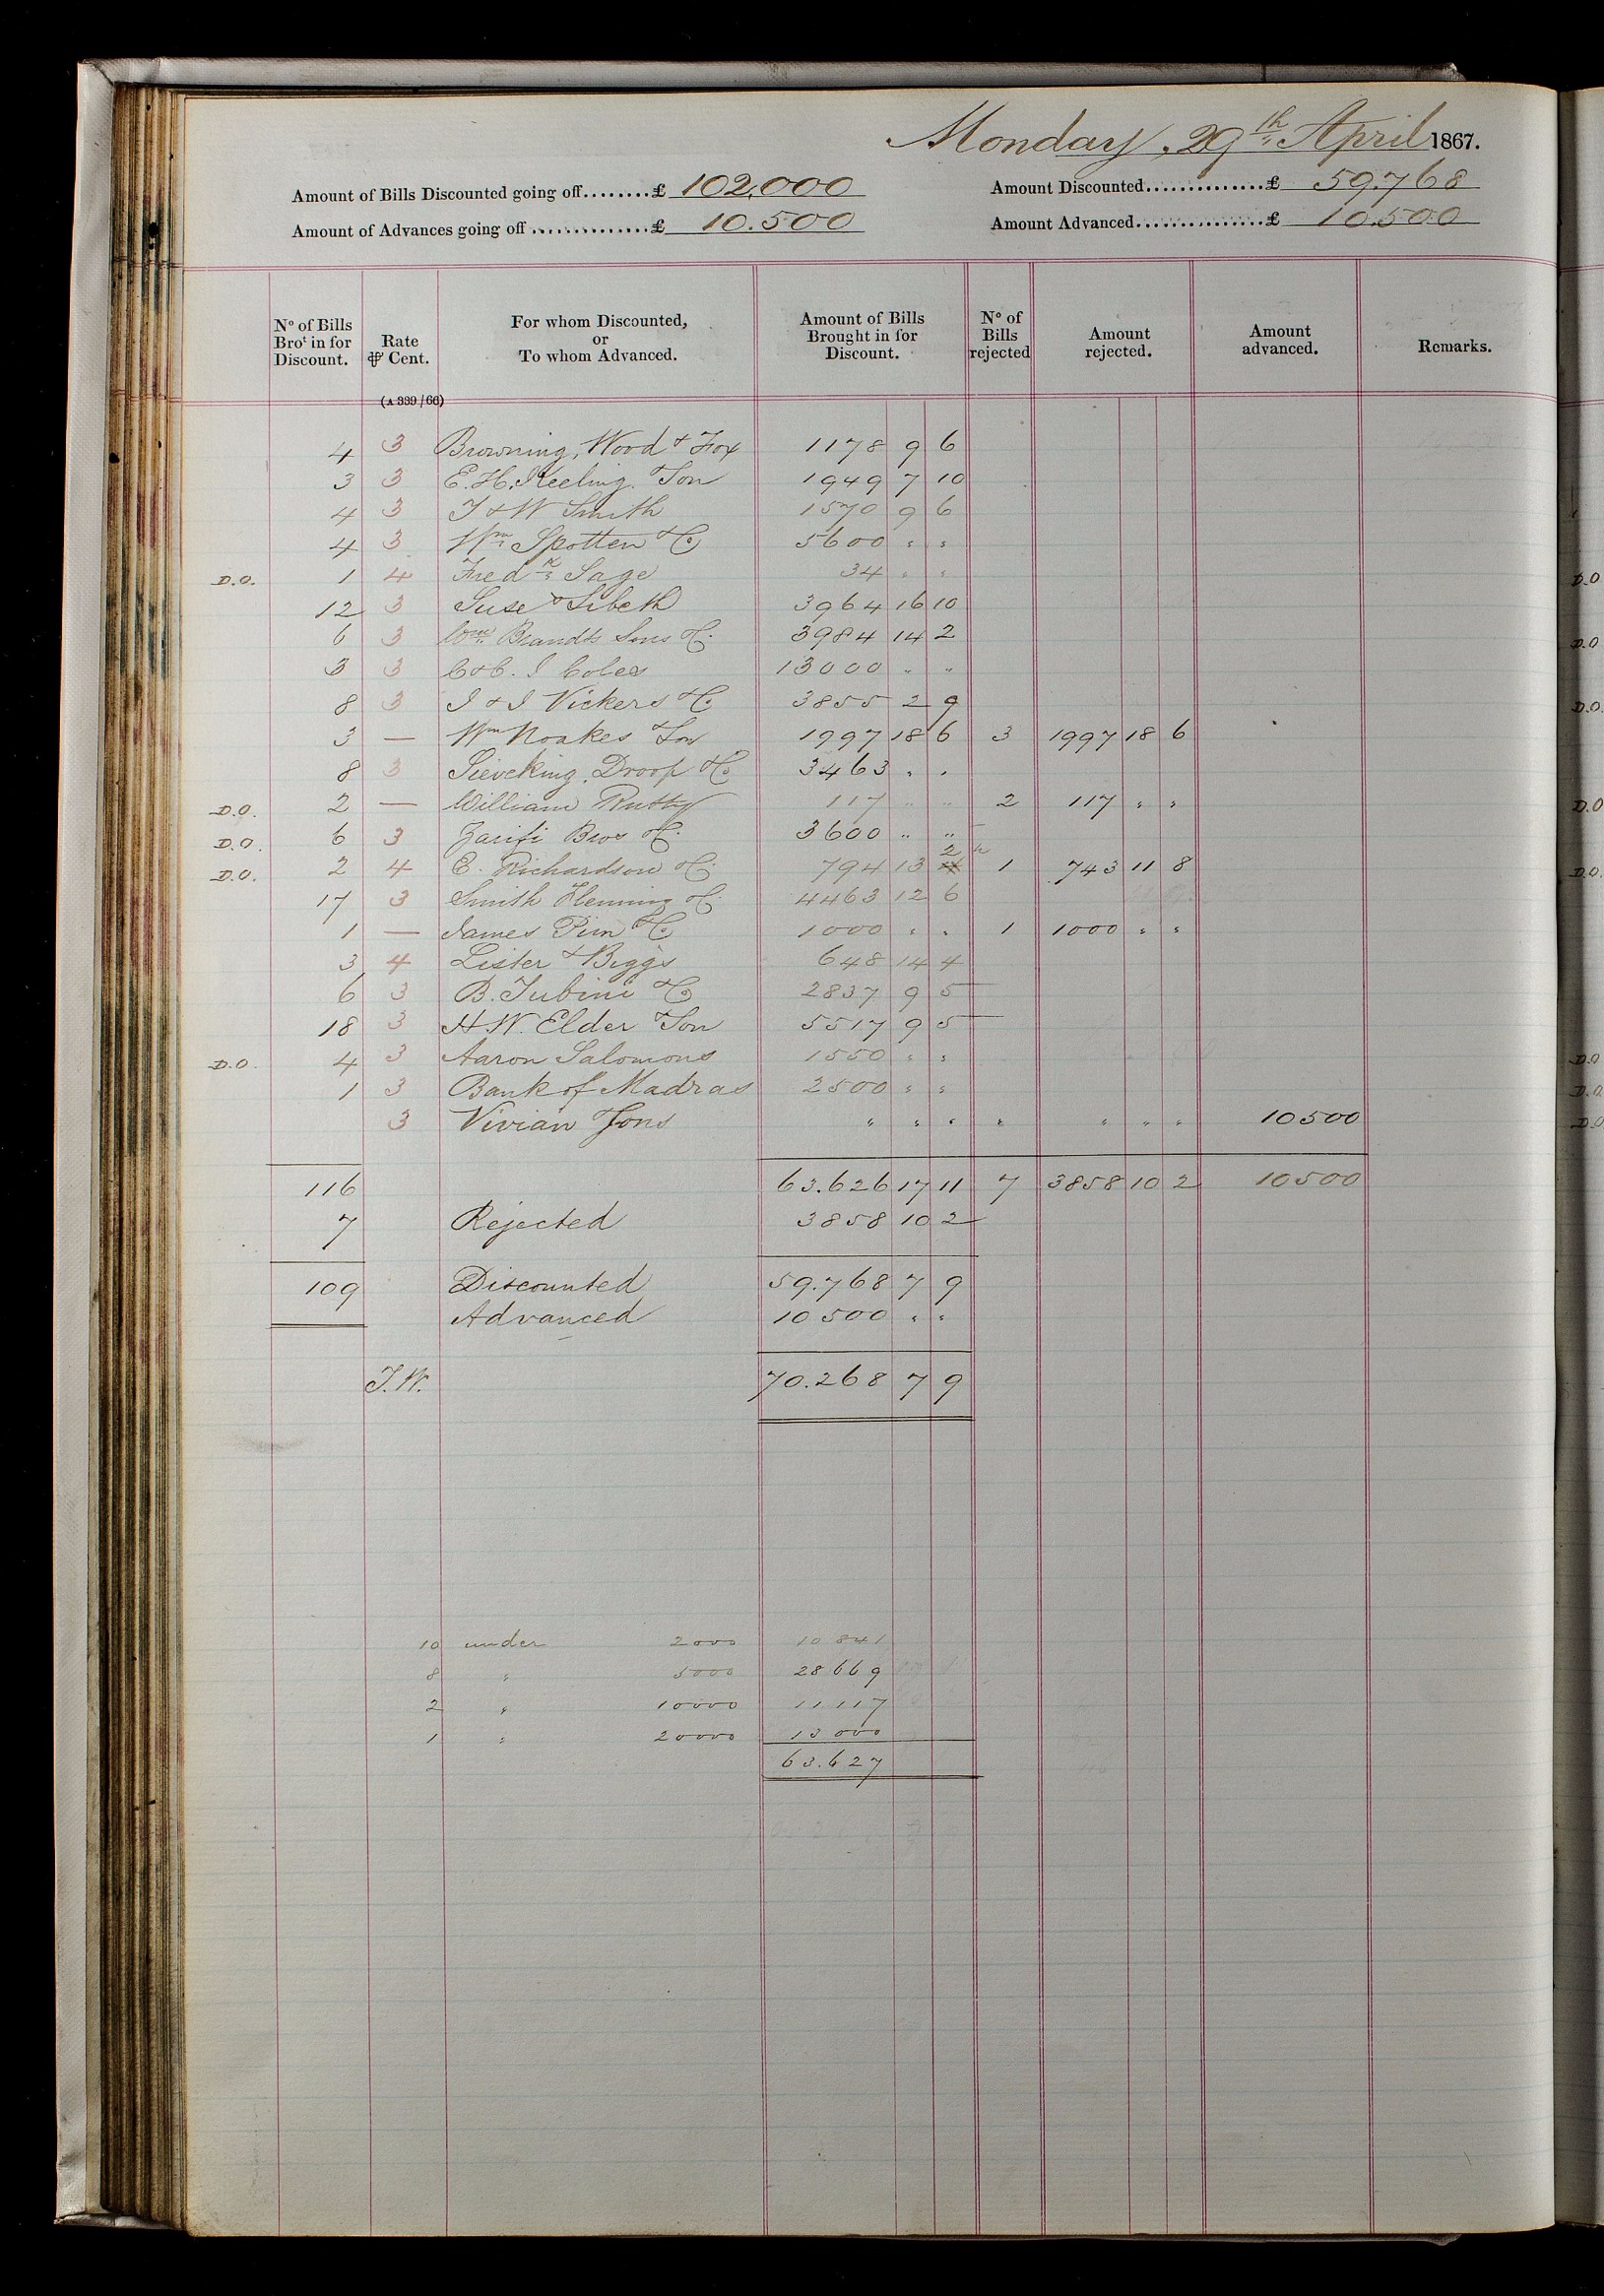 Monday, 29th April 1867.
Amount of Bills Discounted going off........£ 102,000 Amount Discounted..............£ 59.768
Amount of Advances going off..............£ 10.500 Amount Advanced................£ 10.500
No of Bills Brot in for Discount. Rate ⅌ Cent. For whom Discounted, or To whom Advanced. Amount of Bills Brought in for Discount. No of Bills rejected Amount rejected. Amount advanced. Remarks.
(A 339/66)
4 3 Browning, Wood & Fox 1178 9 6
3 3 E. H. Keeling & Son 1949 7 10
4 3 T & W Smith 1570 9 6
4 3 Wm Spotten & Co 5600 " "
D.O. 1 4 Fredk Sage 34 " "
12 3 Suse & Sibeth 3964 16 10
6 3 Wm Brandts Sons & Co 3984 14 2
3 3 C & C. J Coles 13000 " "
8 3 J & J Vickers & Co 3855 2 9
3 — Wm Noakes & Son 1997 18 6 3 1997 18 6
8 3 Sieveking, Droop & Co 3463 " "
D.O. 2 — William Rutty 117 " " 2 117 " "
D.O. 6 3 Zarifi Bros & Co 3600 " "
D.O. 2 4 E. Richardson & Co 794 13 2 1 743 11 8
17 3 Smith Fleming & Co 4463 12 6
1 — James Pim & Co 1000 " " 1 1000 " "
3 4 Lister & Biggs 648 14 4
6 3 B. Tubini & Co 2837 9 5
18 3 H W. Elder & Son 5517 9 5
D.O. 4 3 Aaron Salomons 1550 " "
1 3 Bank of Madras 2500 " "
3 Vivian & Sons " " " " " " " 10500
116 63.626 17 11 7 3858 10 2 10500
7 Rejected 3858 10 2
109 Discounted 59.768 7 9
Advanced 10 500 " "
T.W. 70.268 7 9
10 under 2000 10 841
8 " 5000 28 669
2 " 10000 11.117
1 " 20000 13 000
63.627